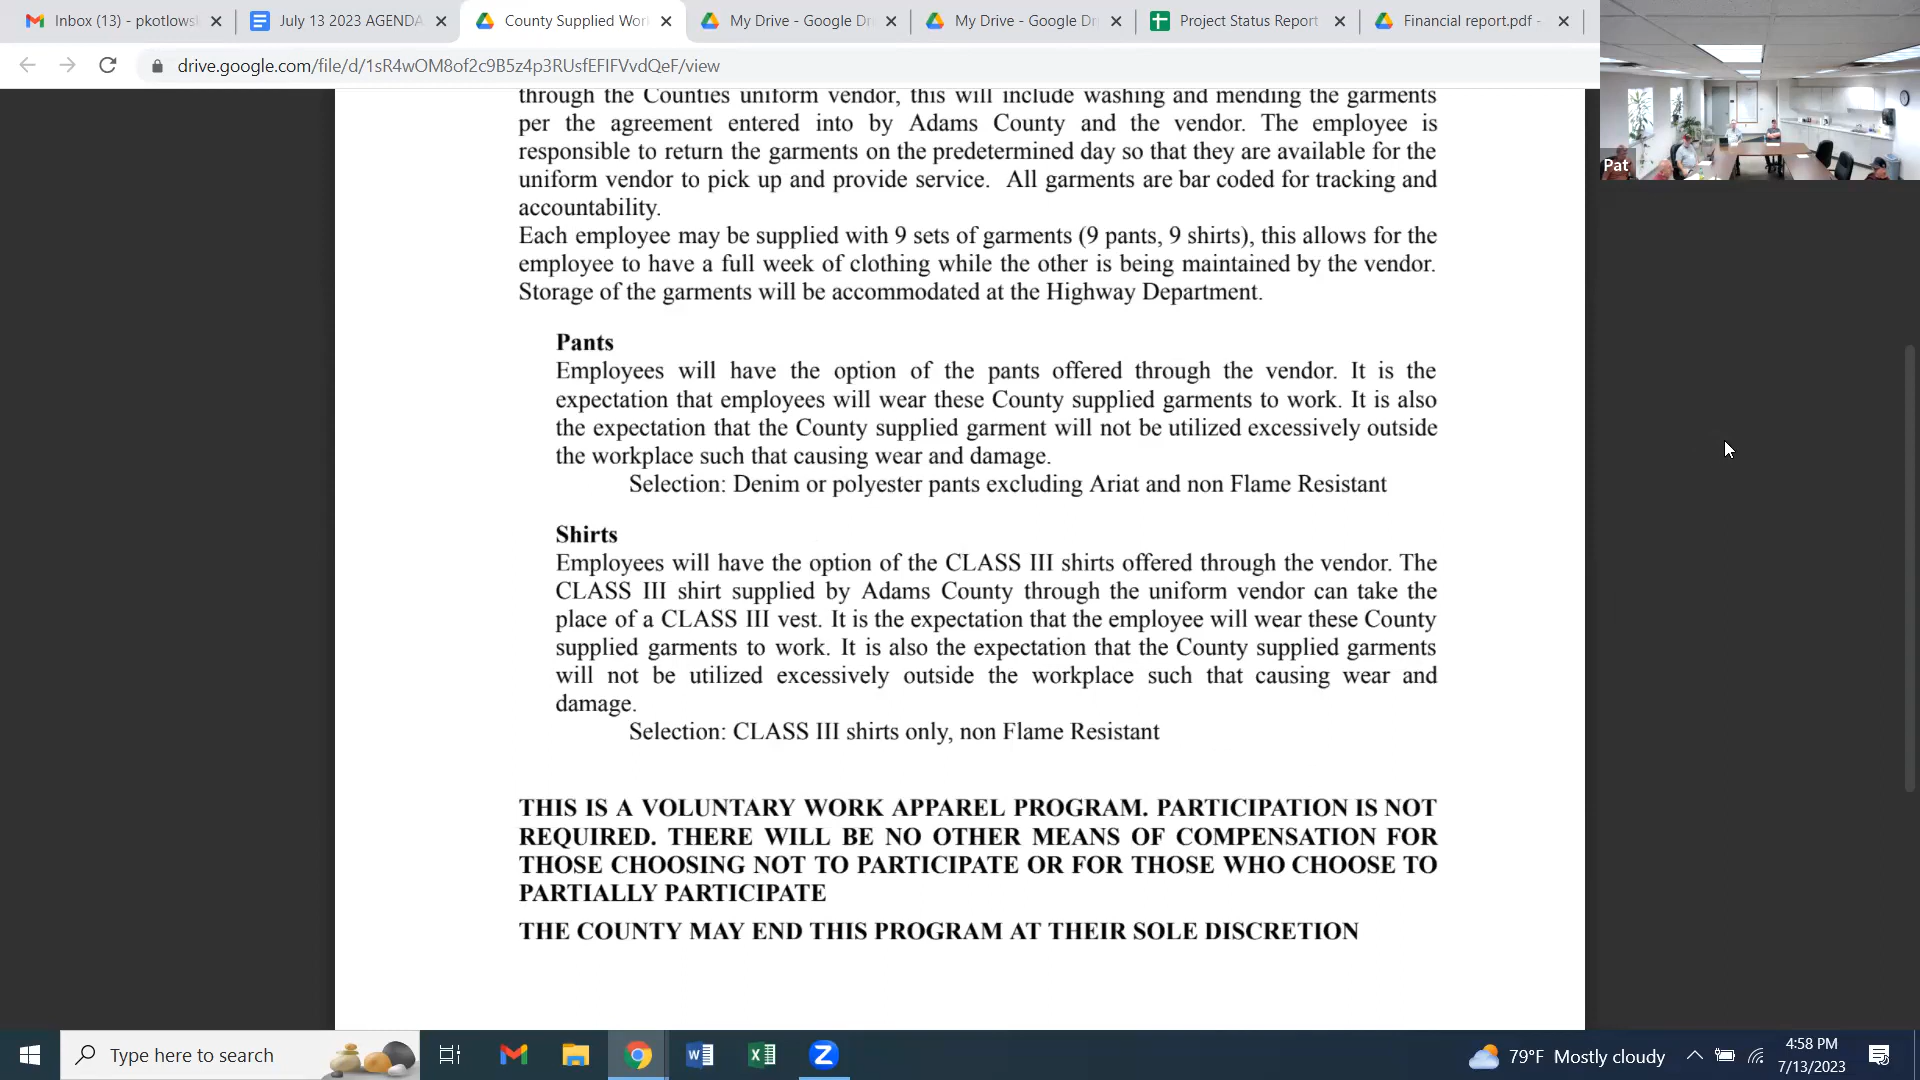 Inbox (13) - pkotlows
July 13 2023 AGENDA
County Supplied Wor
My Drive - Google Dr
My Drive - Google Dr
Project Status Report
Financial report.pdf -
drive.google.com/file/d/1sR4wOM8of2c9B5z4p3RUsfEFIFVvdQeF/view
Pat
through the Counties uniform vendor, this will include washing and mending the garments
per the agreement entered into by Adams County and the vendor. The employee is
responsible to return the garments on the predetermined day so that they are available for the
uniform vendor to pick up and provide service. All garments are bar coded for tracking and
accountability.
Each employee may be supplied with 9 sets of garments (9 pants, 9 shirts), this allows for the
employee to have a full week of clothing while the other is being maintained by the vendor.
Storage of the garments will be accommodated at the Highway Department.
Pants
Employees will have the option of the pants offered through the vendor. It is the
expectation that employees will wear these County supplied garments to work. It is also
the expectation that the County supplied garment will not be utilized excessively outside
the workplace such that causing wear and damage.
Selection: Denim or polyester pants excluding Ariat and non Flame Resistant
Shirts
Employees will have the option of the CLASS III shirts offered through the vendor. The
CLASS III shirt supplied by Adams County through the uniform vendor can take the
place of a CLASS III vest. It is the expectation that the employee will wear these County
supplied garments to work. It is also the expectation that the County supplied garments
will not be utilized excessively outside the workplace such that causing wear and
damage.
Selection: CLASS III shirts only, non Flame Resistant
THIS IS A VOLUNTARY WORK APPAREL PROGRAM. PARTICIPATION IS NOT
REQUIRED. THERE WILL BE NO OTHER MEANS OF COMPENSATION FOR
THOSE CHOOSING NOT TO PARTICIPATE OR FOR THOSE WHO CHOOSE TO
PARTIALLY PARTICIPATE
THE COUNTY MAY END THIS PROGRAM AT THEIR SOLE DISCRETION
Type here to search
79°F Mostly cloudy
4:58 PM
7/13/2023